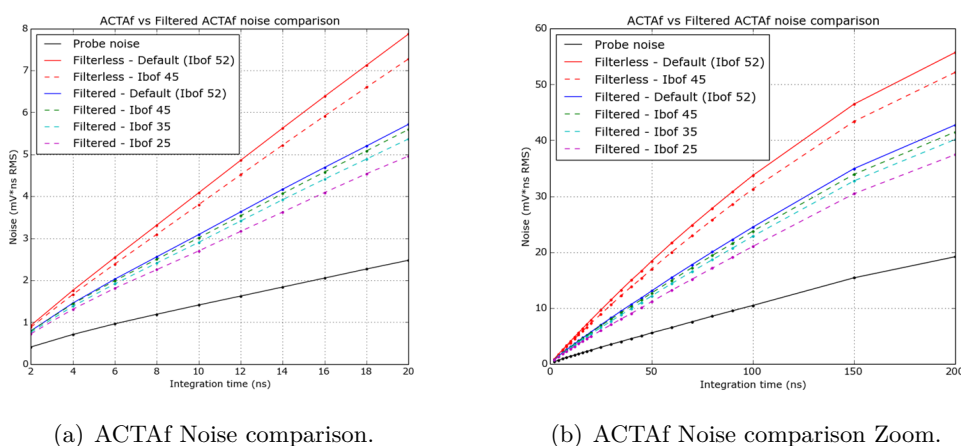 ACTAf vs Filtered ACTAf noise comparison
Noise (mV*ns RMS)
8
7
6
5
4
3
2
1
0
Probe noise
Filterless - Default (Ibof 52)
Filterless - Ibof 45
Filtered - Default (Ibof 52)
Filtered - Ibof 45
Filtered - Ibof 35
Filtered - Ibof 25
2 4 6 8 10 12 14 16 18 20
Integration time (ns)
(a) ACTAf Noise comparison.
ACTAf vs Filtered ACTAf noise comparison
Noise (mV*ns RMS)
60
50
40
30
20
10
0
Probe noise
Filterless - Default (Ibof 52)
Filterless - Ibof 45
Filtered - Default (Ibof 52)
Filtered - Ibof 45
Filtered - Ibof 35
Filtered - Ibof 25
50 100 150 200
Integration time (ns)
(b) ACTAf Noise comparison Zoom.